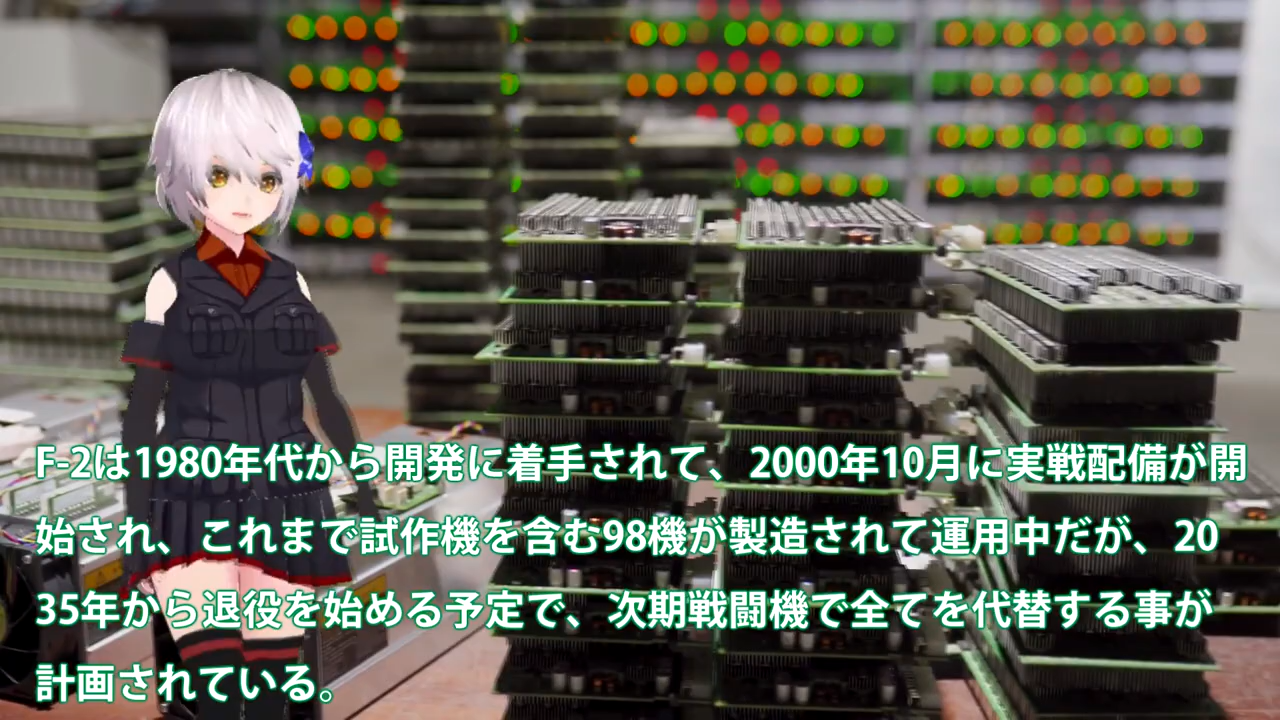 F-2は1980年代から開発に着手されて、2000年10月に実戦配備が開
始され、これまで試作機を含む98機が製造されて運用中だが、20
35年から退役を始める予定で、次期戦闘機で全てを代替する事が
計画されている。